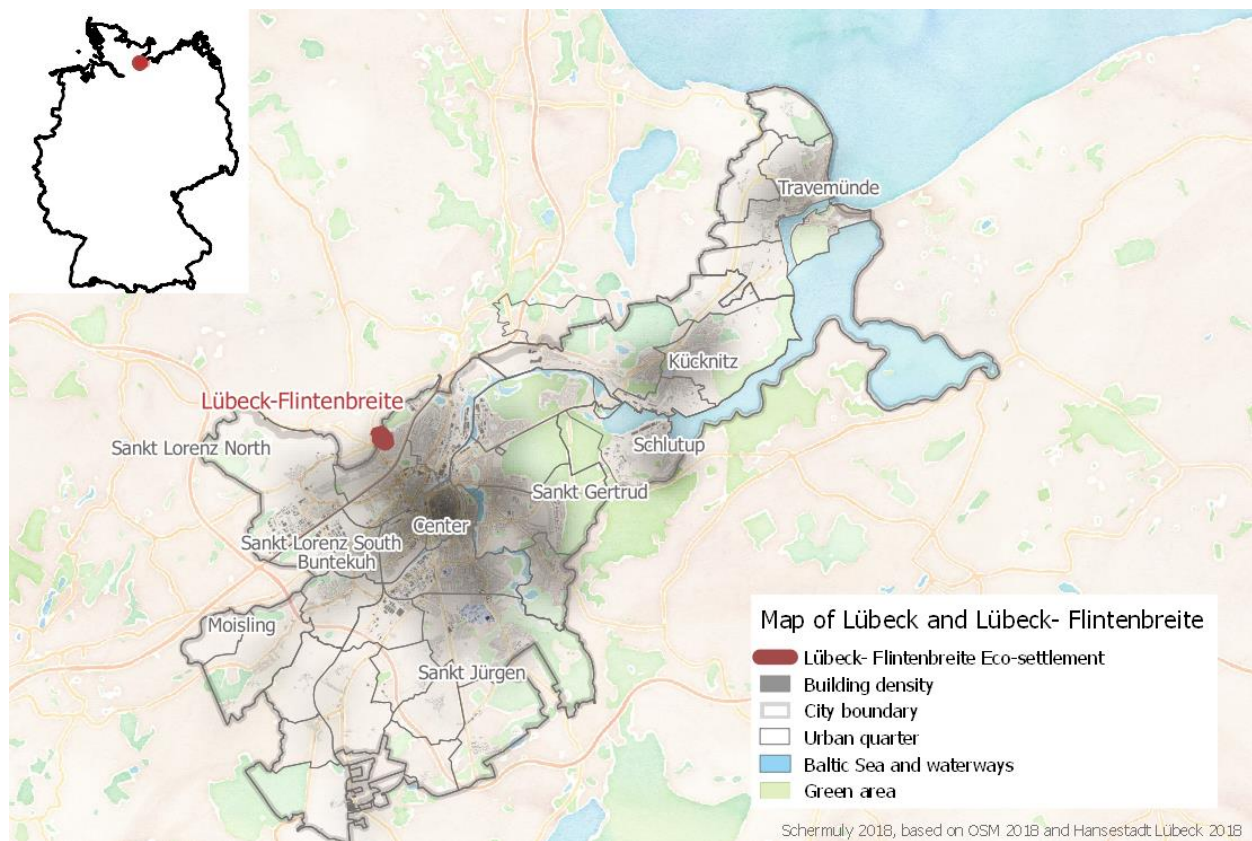 Travemünde
Kücknitz
Lübeck-Flintenbreite
Sankt Lorenz North
Schlutup
Sankt Gertrud
Center
Sankt Lorenz South
Buntekuh
Moisling
Sankt Jürgen
Map of Lübeck and Lübeck- Flintenbreite
Lübeck- Flintenbreite Eco-settlement
Building density
City boundary
Urban quarter
Baltic Sea and waterways
Green area
Schermuly 2018, based on OSM 2018 and Hansestadt Lübeck 2018